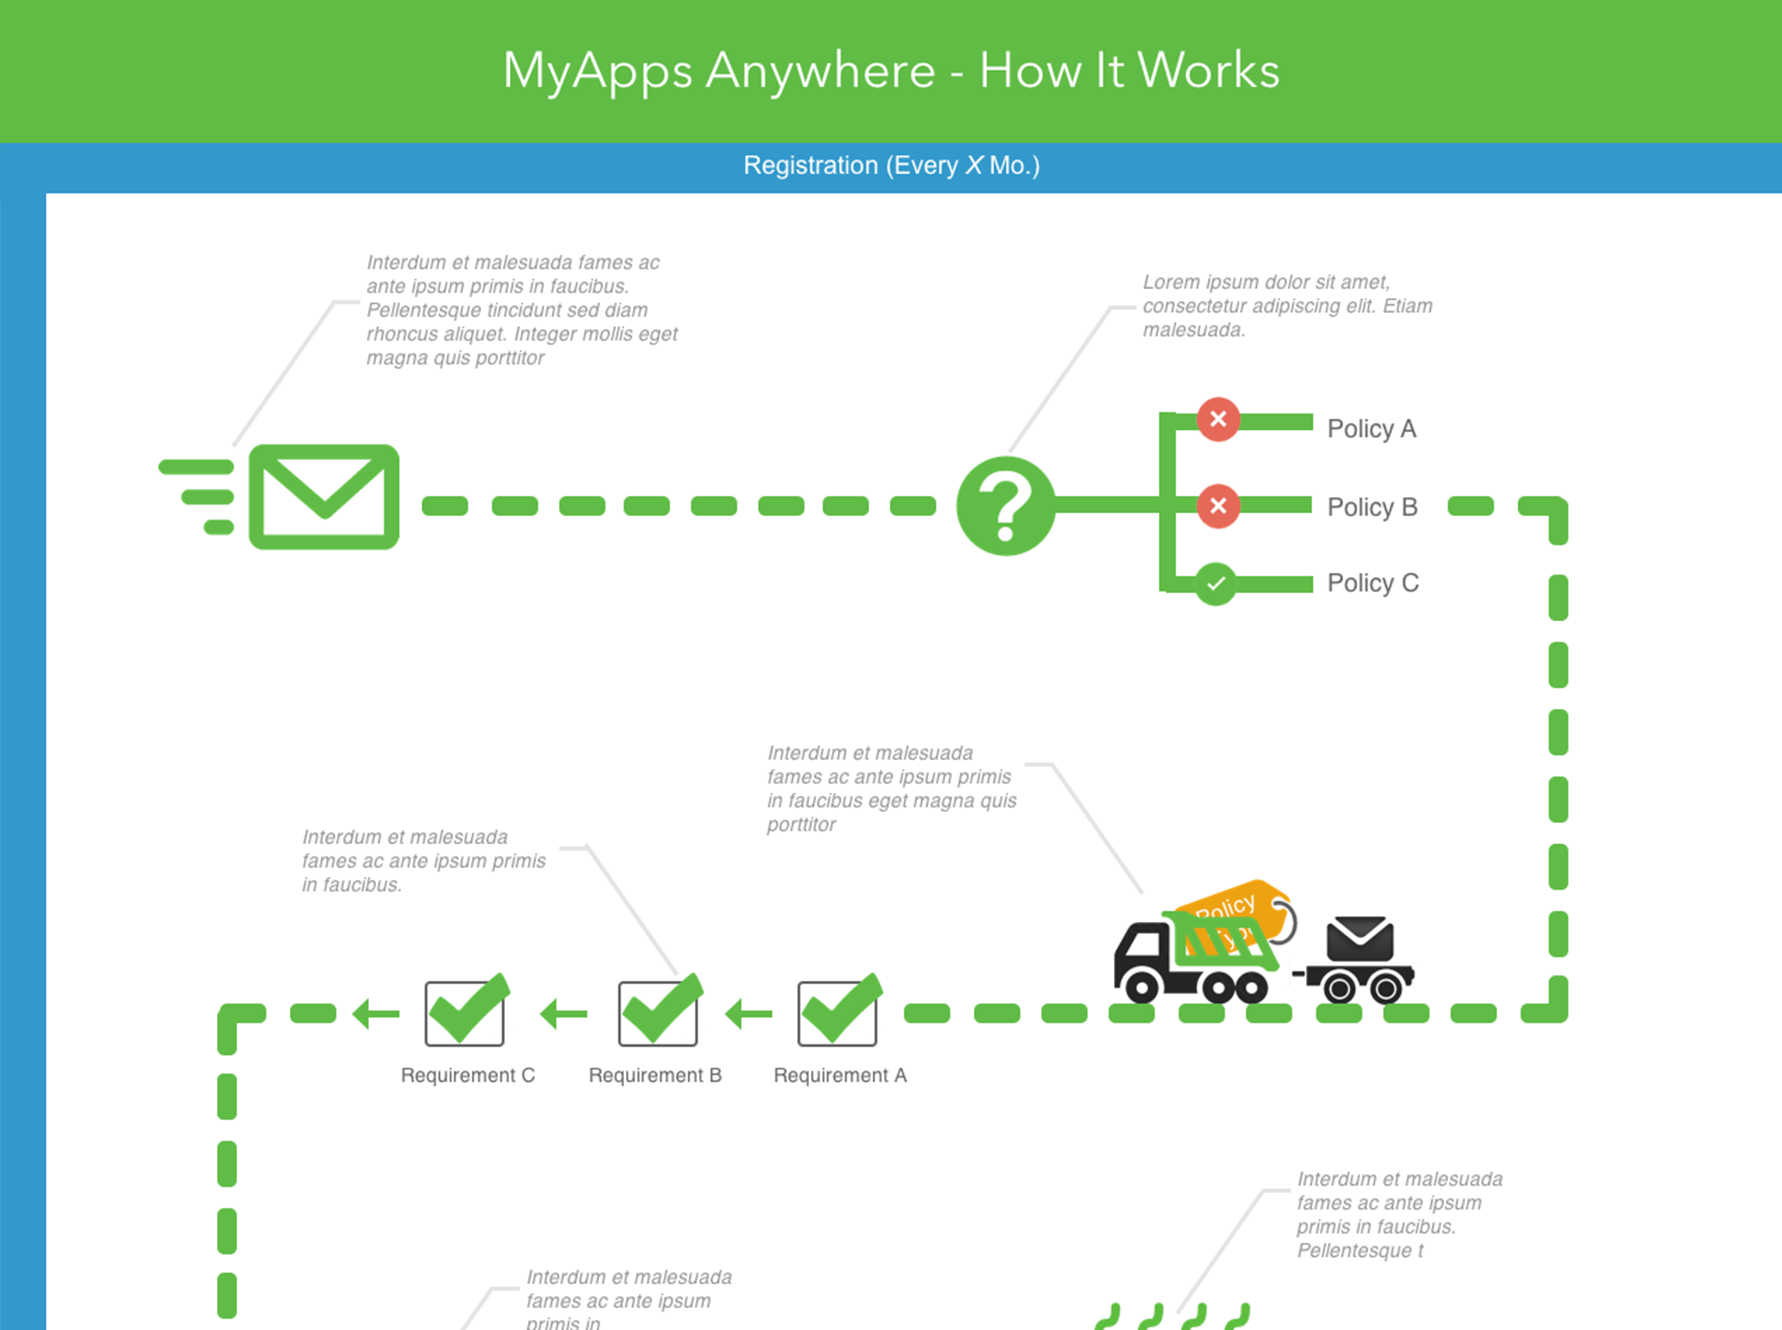 MyApps Anywhere - How It Works
Registration (Every X Mo.)
Interdum et malesuada fames ac
ante ipsum primis in faucibus.
Pellentesque tincidunt sed diam
rhoncus aliquet. Integer mollis eget
magna quis porttitor
Lorem ipsum dolor sit amet,
consectetur adipiscing elit. Etiam
malesuada.
Policy A
Policy B
Policy C
Interdum et malesuada
fames ac ante ipsum primis
in faucibus eget magna quis
porttitor
Interdum et malesuada
fames ac ante ipsum primis
in faucibus.
Policy
Requirement C
Requirement B
Requirement A
Interdum et malesuada
fames ac ante ipsum
primis in faucibus.
Pellentesque t
Interdum et malesuada
fames ac ante ipsum
primis in